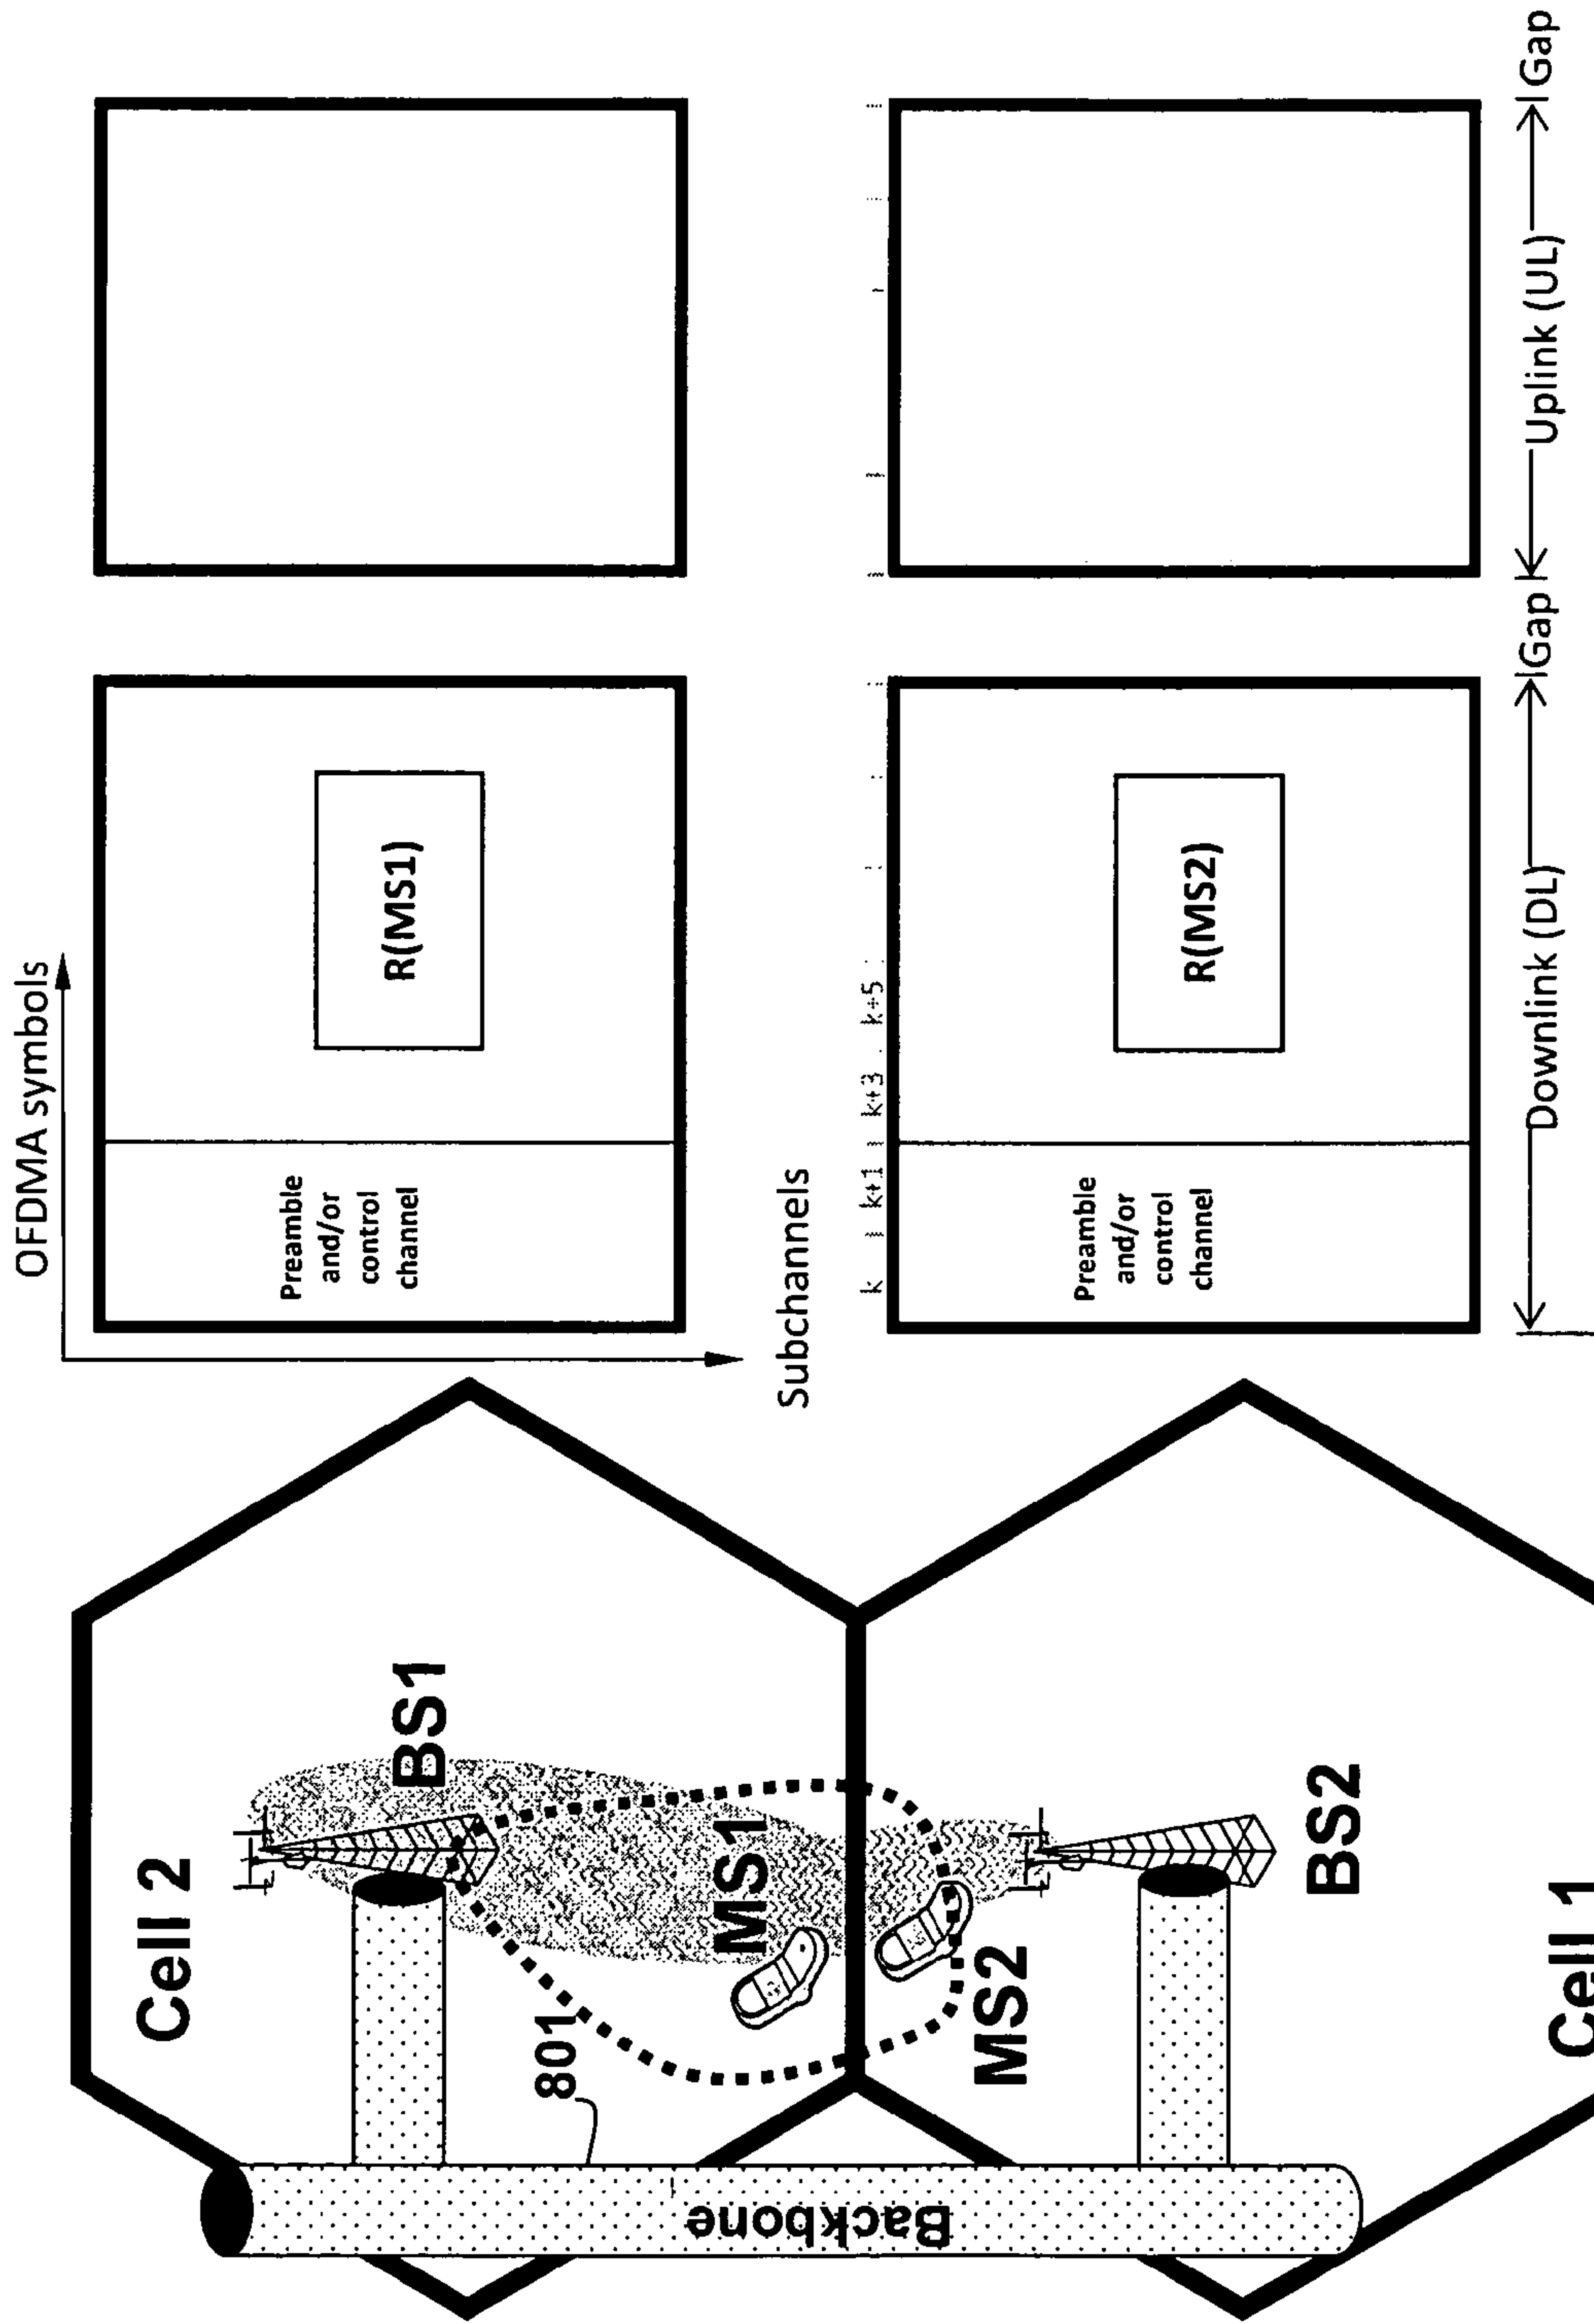 OFDMA symbols
Preamble
and/or
control
channel
R(MS1)
Subchannels
k k+1 k+3 k+5
Preamble
and/or
control
channel
R(MS2)
Downlink (DL)
Gap
Uplink (UL)
Gap
Cell 2
BS1
801
MS1
MS2
BS2
Cell 1
Backbone